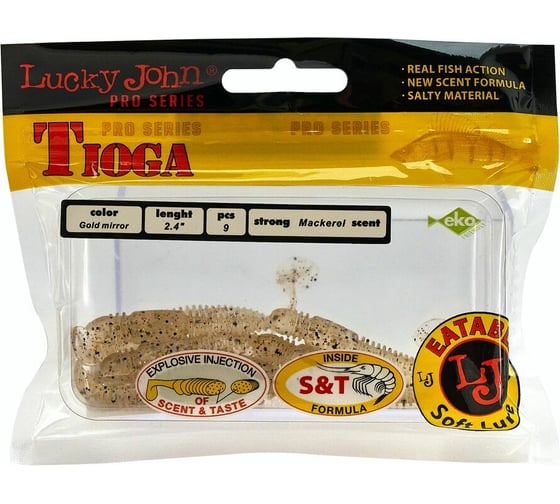 Lucky John®
PRO SERIES
• REAL FISH ACTION
• NEW SCENT FORMULA
• SALTY MATERIAL
PRO SERIES
PRO SERIES
TIOGA
color
Gold mirror
lenght
2.4"
pcs
9
strong Mackerel scent
eko
EXPLOSIVE INJECTION
OF
SCENT & TASTE
INSIDE
S&T
FORMULA
EATABLE
LJ
LJ
Soft Lure